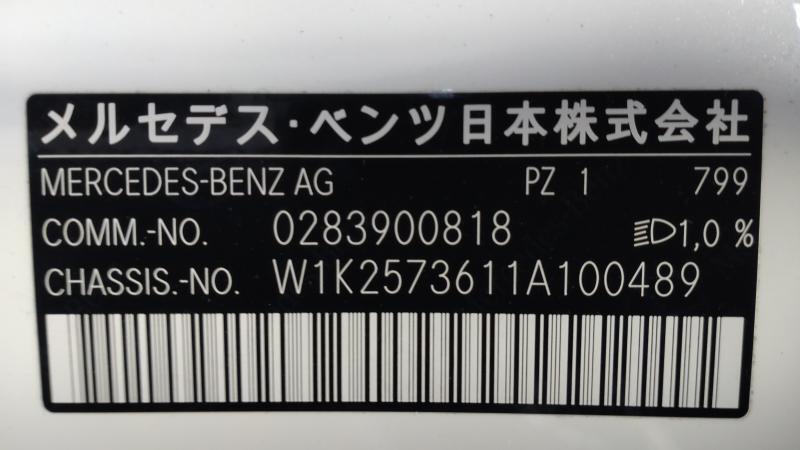 メルセデス・ベンツ日本株式会社
MERCEDES-BENZ AG PZ 1 799
COMM.-NO. 0283900818 1,0 %
CHASSIS.-NO. W1K2573611A100489